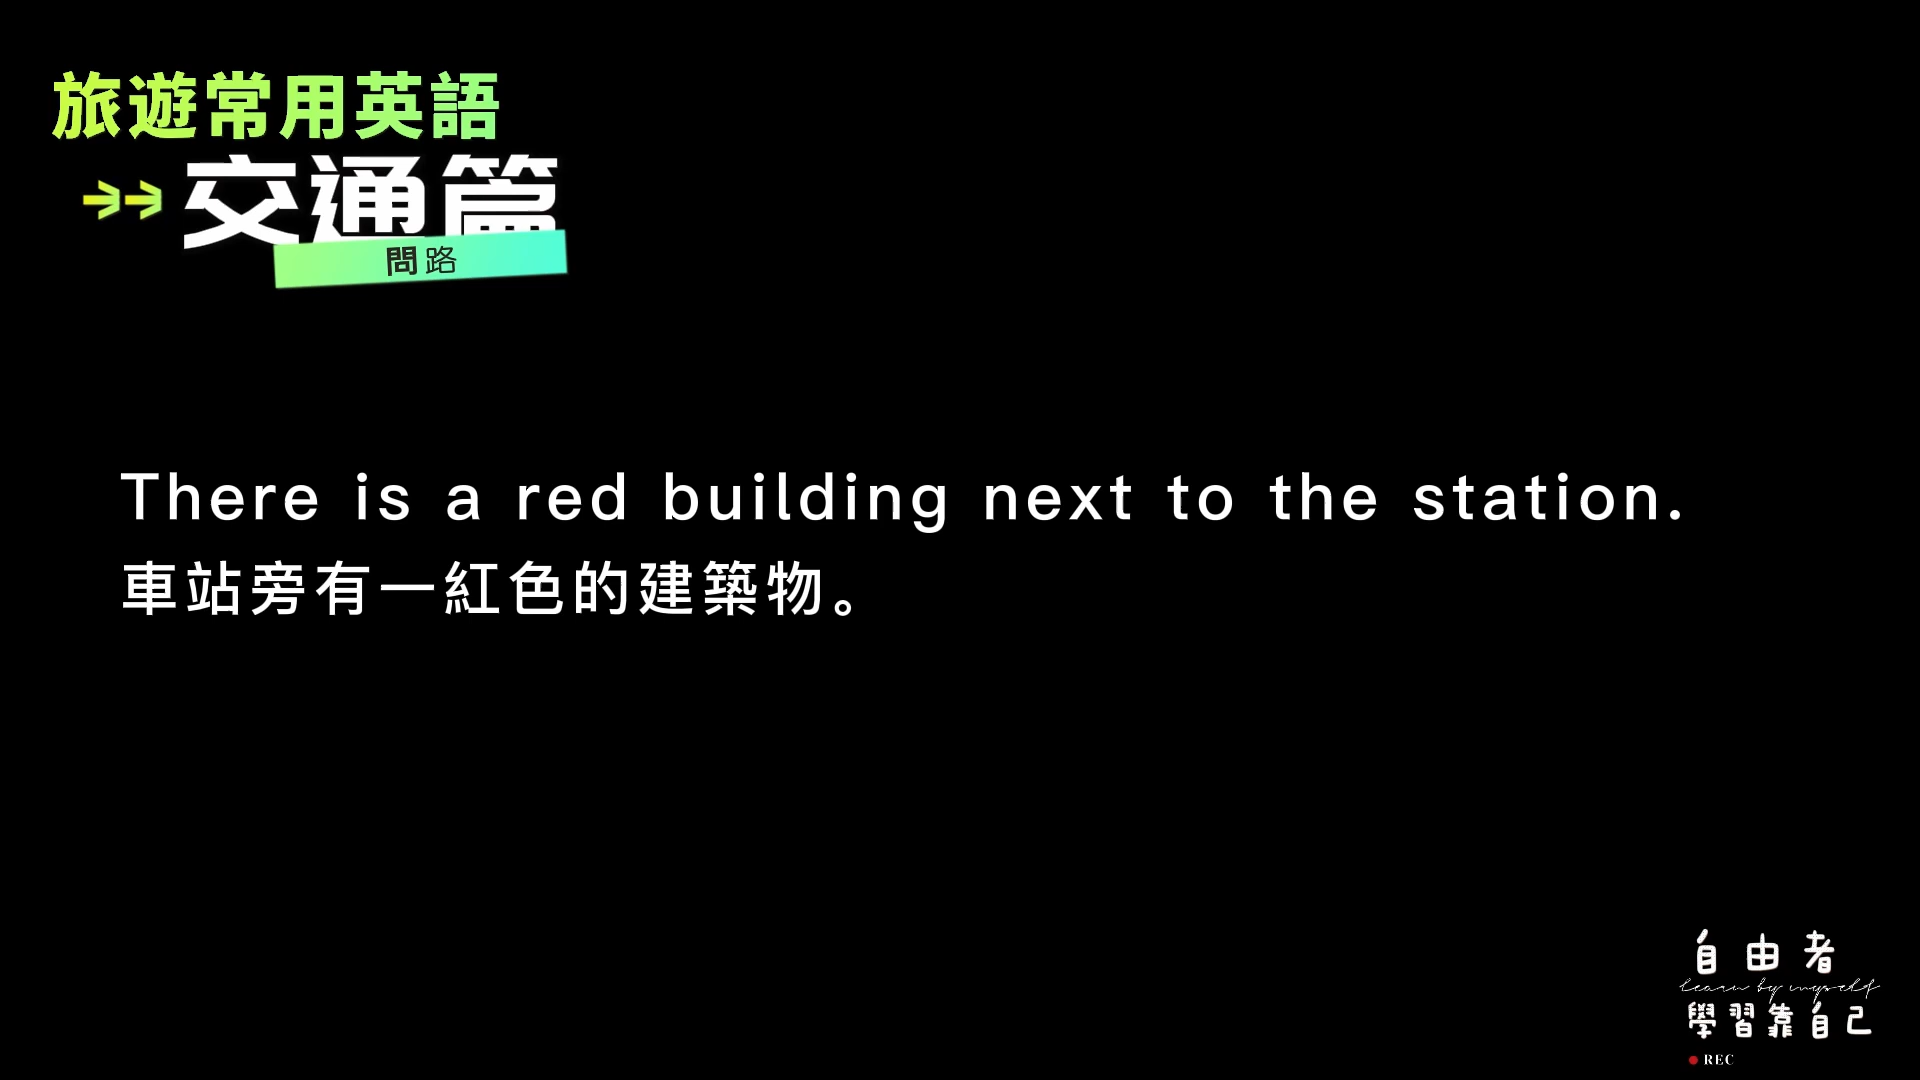 旅遊常用英語
交通篇
問路
There is a red building next to the station.
車站旁有一紅色的建築物。
自由者
learn by myself
學習靠自己
REC